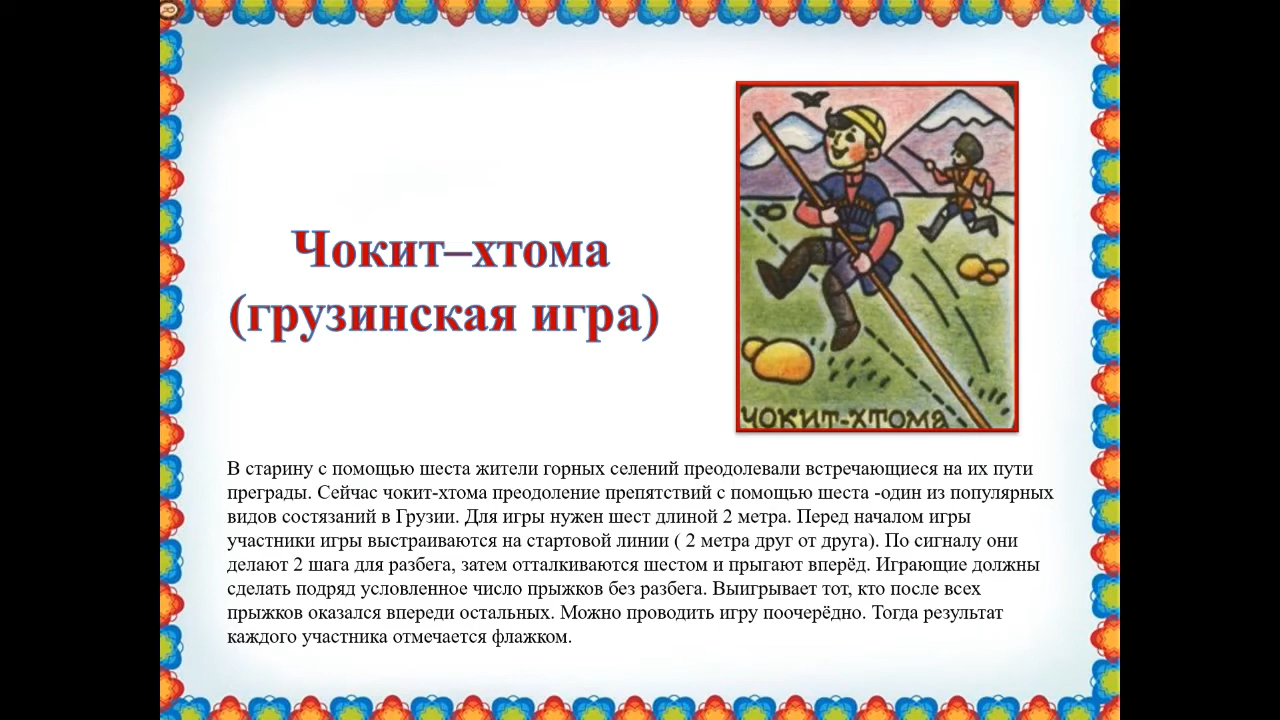 Чокит–хтома
(грузинская игра)
ЧОКИТ-ХТОМА
В старину с помощью шеста жители горных селений преодолевали встречающиеся на их пути
преграды. Сейчас чокит-хтома преодоление препятствий с помощью шеста -один из популярных
видов состязаний в Грузии. Для игры нужен шест длиной 2 метра. Перед началом игры
участники игры выстраиваются на стартовой линии ( 2 метра друг от друга). По сигналу они
делают 2 шага для разбега, затем отталкиваются шестом и прыгают вперёд. Играющие должны
сделать подряд условленное число прыжков без разбега. Выигрывает тот, кто после всех
прыжков оказался впереди остальных. Можно проводить игру поочерёдно. Тогда результат
каждого участника отмечается флажком.